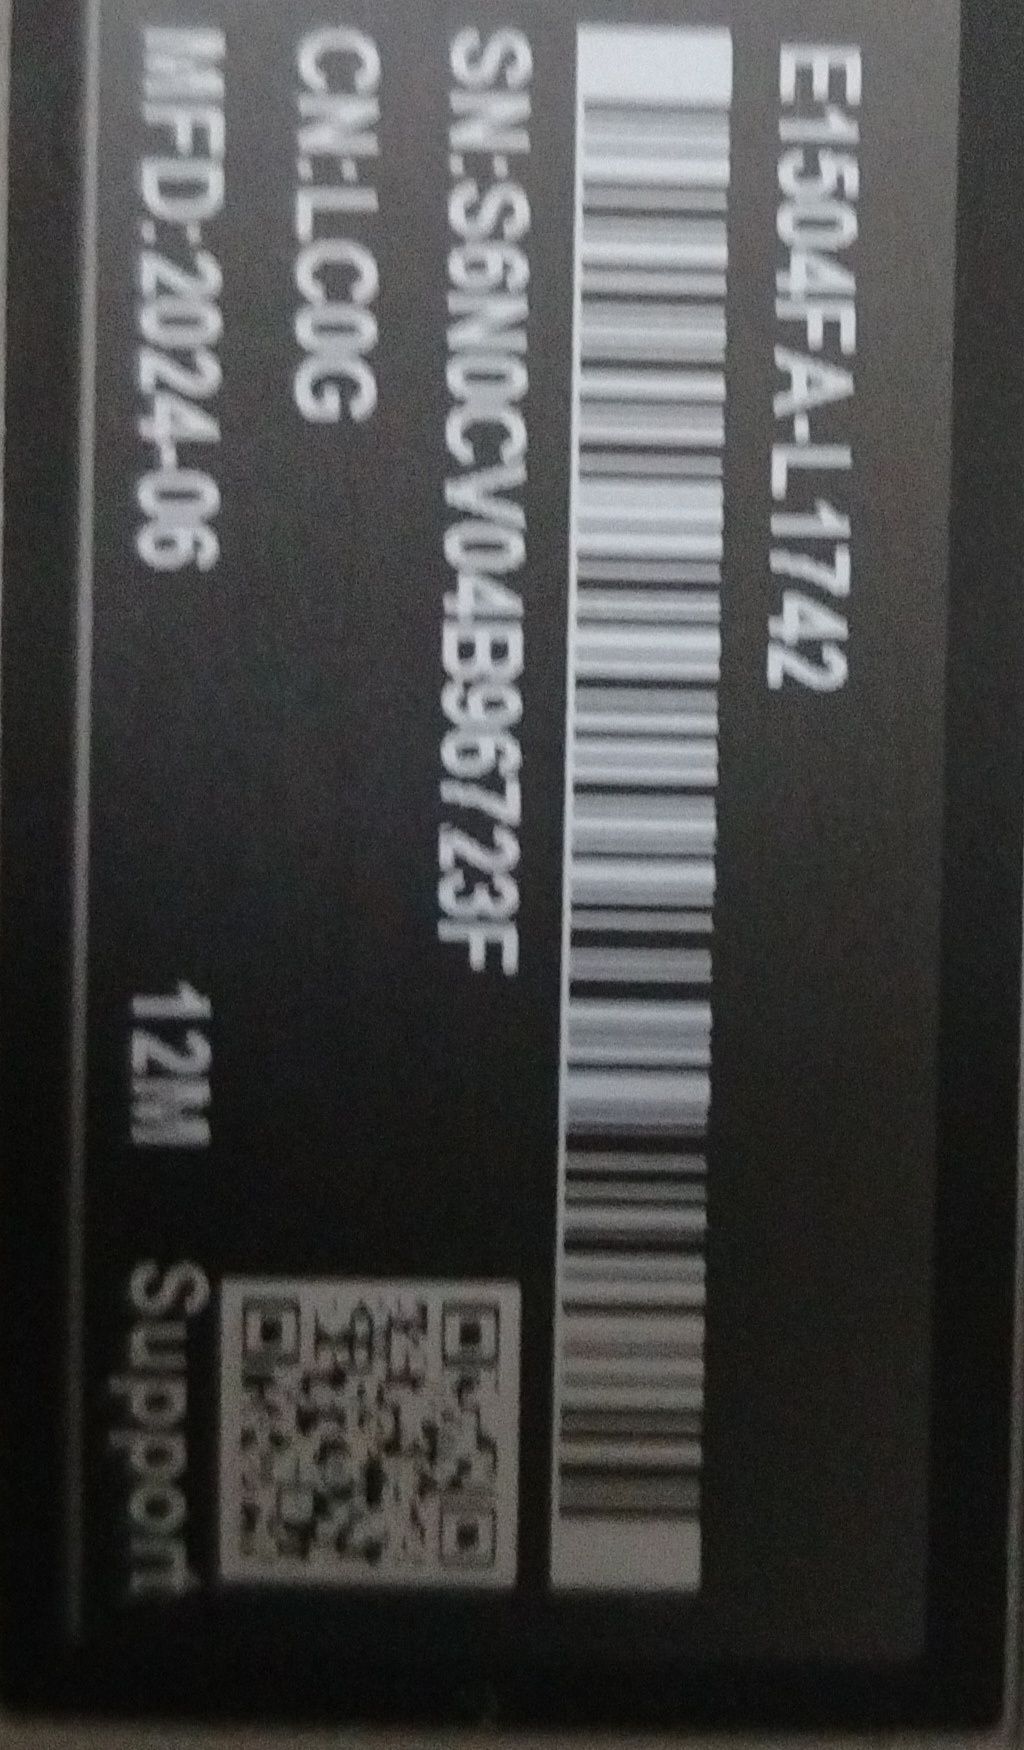 E1504FA-L1742
SN:S6N0CV04B96723F
CN:LC0G
MFD:2024-06 12M Support